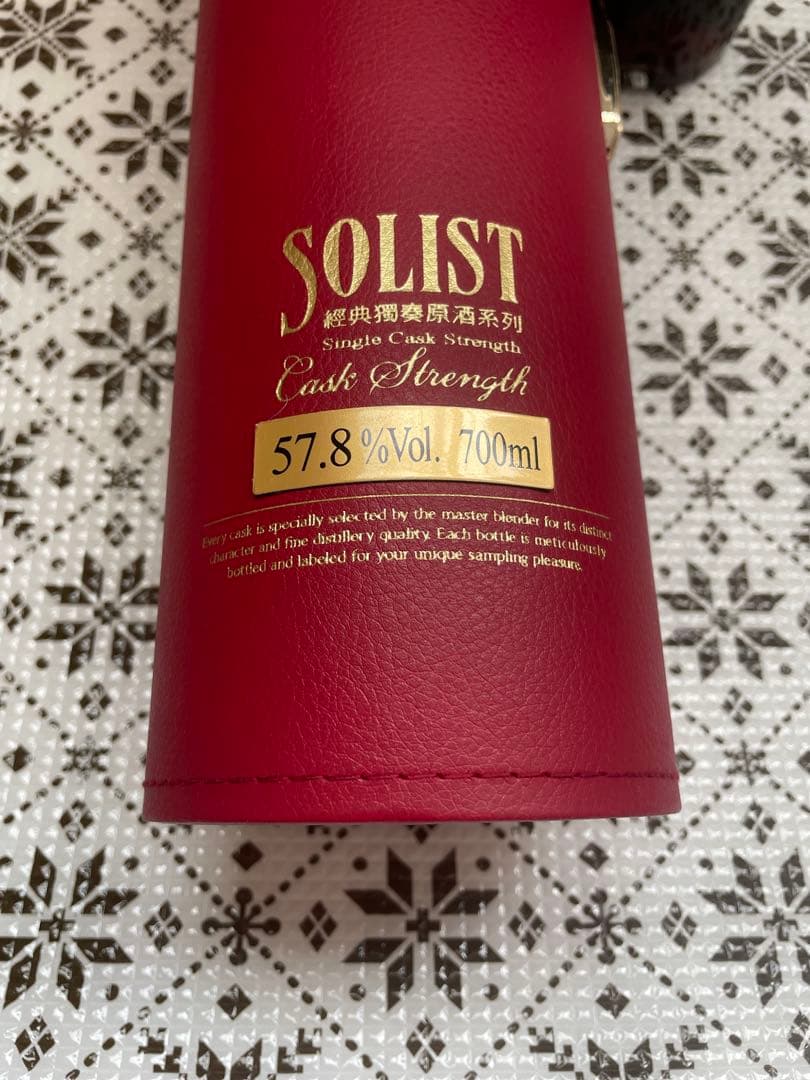 SOLIST
經典獨奏原酒系列
Single Cask Strength
Cask Strength
57.8 %Vol. 700ml
Every cask is specially selected by the master blender for its distinct
character and fine distillery quality. Each bottle is meticulously
bottled and labeled for your unique sampling pleasure.